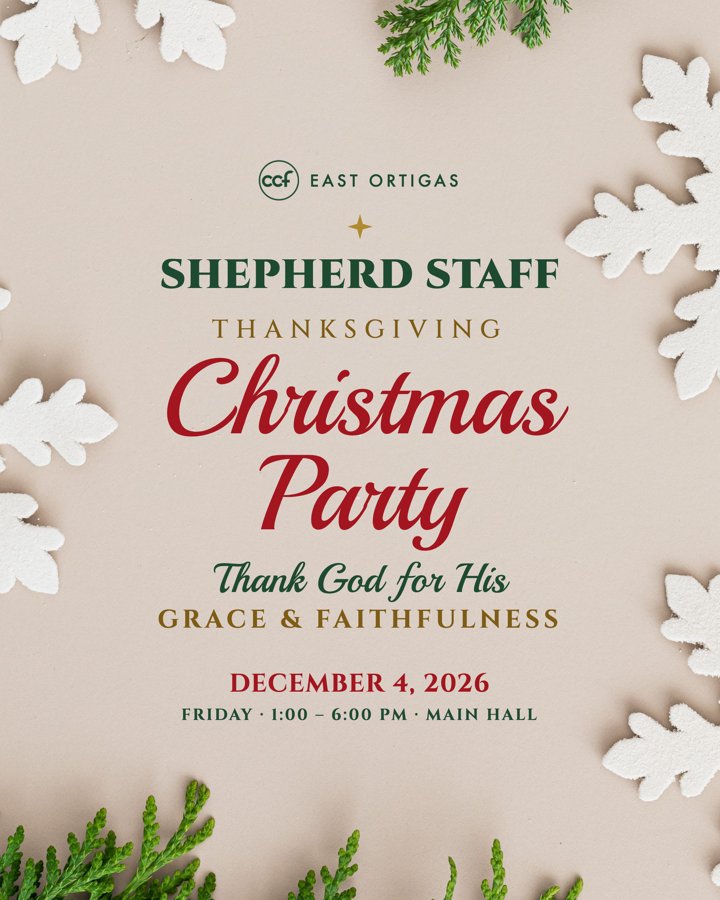 ccf EAST ORTIGAS
SHEPHERD STAFF
THANKSGIVING
Christmas
Party
Thank God for His
GRACE & FAITHFULNESS
DECEMBER 4, 2026
FRIDAY · 1:00 – 6:00 PM · MAIN HALL